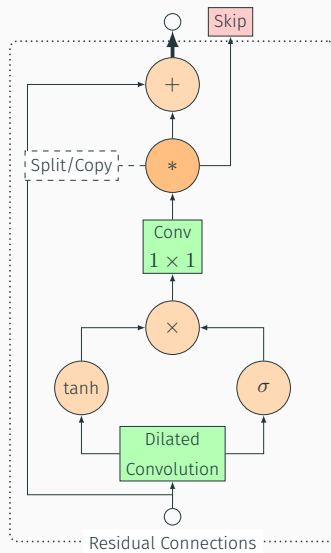 Skip
+
Split/Copy
*
Conv
1 × 1
×
tanh
σ
Dilated
Convolution
Residual Connections